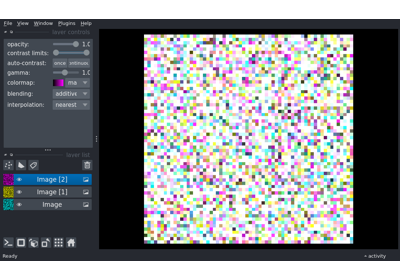 File View Window Plugins Help
layer controls
opacity: 1.0
contrast limits:
auto-contrast: once
gamma: 1.0
colormap: ma
blending: additive
interpolation: nearest
layer list
Image [2]
Image [1]
Image
Ready activity